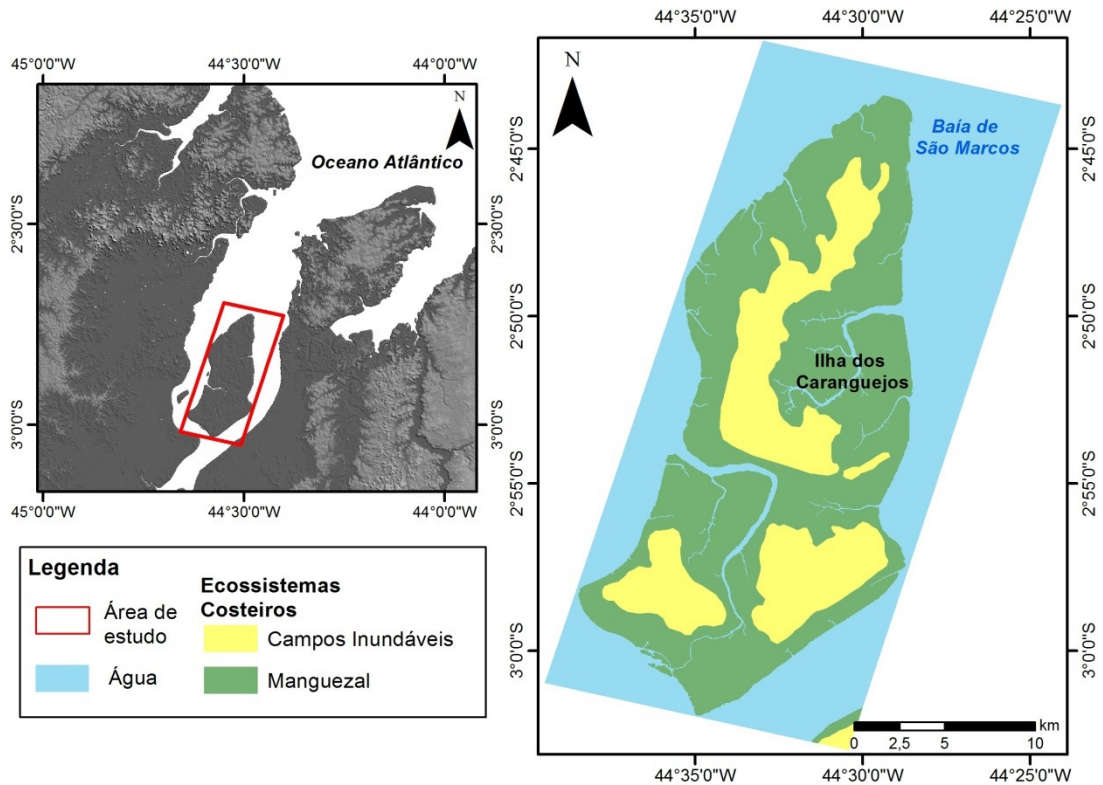 45°0'0"W
44°30'0"W
44°0'0"W
N
Oceano Atlântico
2°30'0"S
2°30'0"S
3°0'0"S
3°0'0"S
45°0'0"W
44°30'0"W
44°0'0"W
Legenda
Área de
estudo
Água
Ecossistemas
Costeiros
Campos Inundáveis
Manguezal
44°35'0"W
44°30'0"W
44°25'0"W
N
Baía de
São Marcos
2°45'0"S
2°45'0"S
2°50'0"S
2°50'0"S
Ilha dos
Caranguejos
2°55'0"S
2°55'0"S
3°0'0"S
3°0'0"S
km
0 2,5 5 10
44°35'0"W
44°30'0"W
44°25'0"W